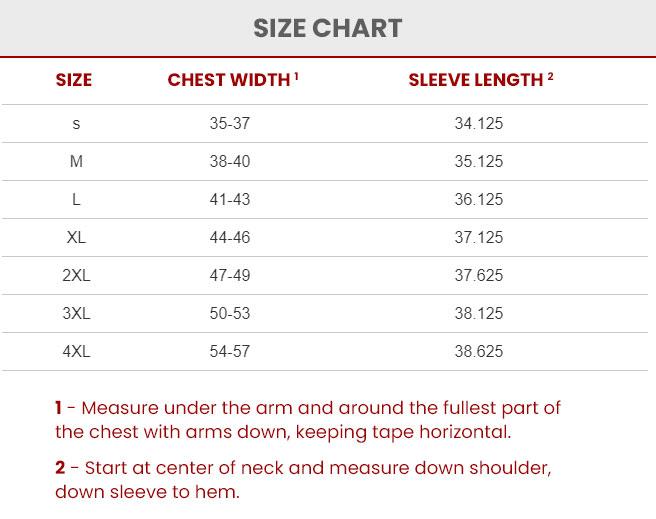 SIZE CHART
SIZE CHEST WIDTH ¹ SLEEVE LENGTH ²
s 35-37 34.125
M 38-40 35.125
L 41-43 36.125
XL 44-46 37.125
2XL 47-49 37.625
3XL 50-53 38.125
4XL 54-57 38.625
1 - Measure under the arm and around the fullest part of
the chest with arms down, keeping tape horizontal.
2 - Start at center of neck and measure down shoulder,
down sleeve to hem.